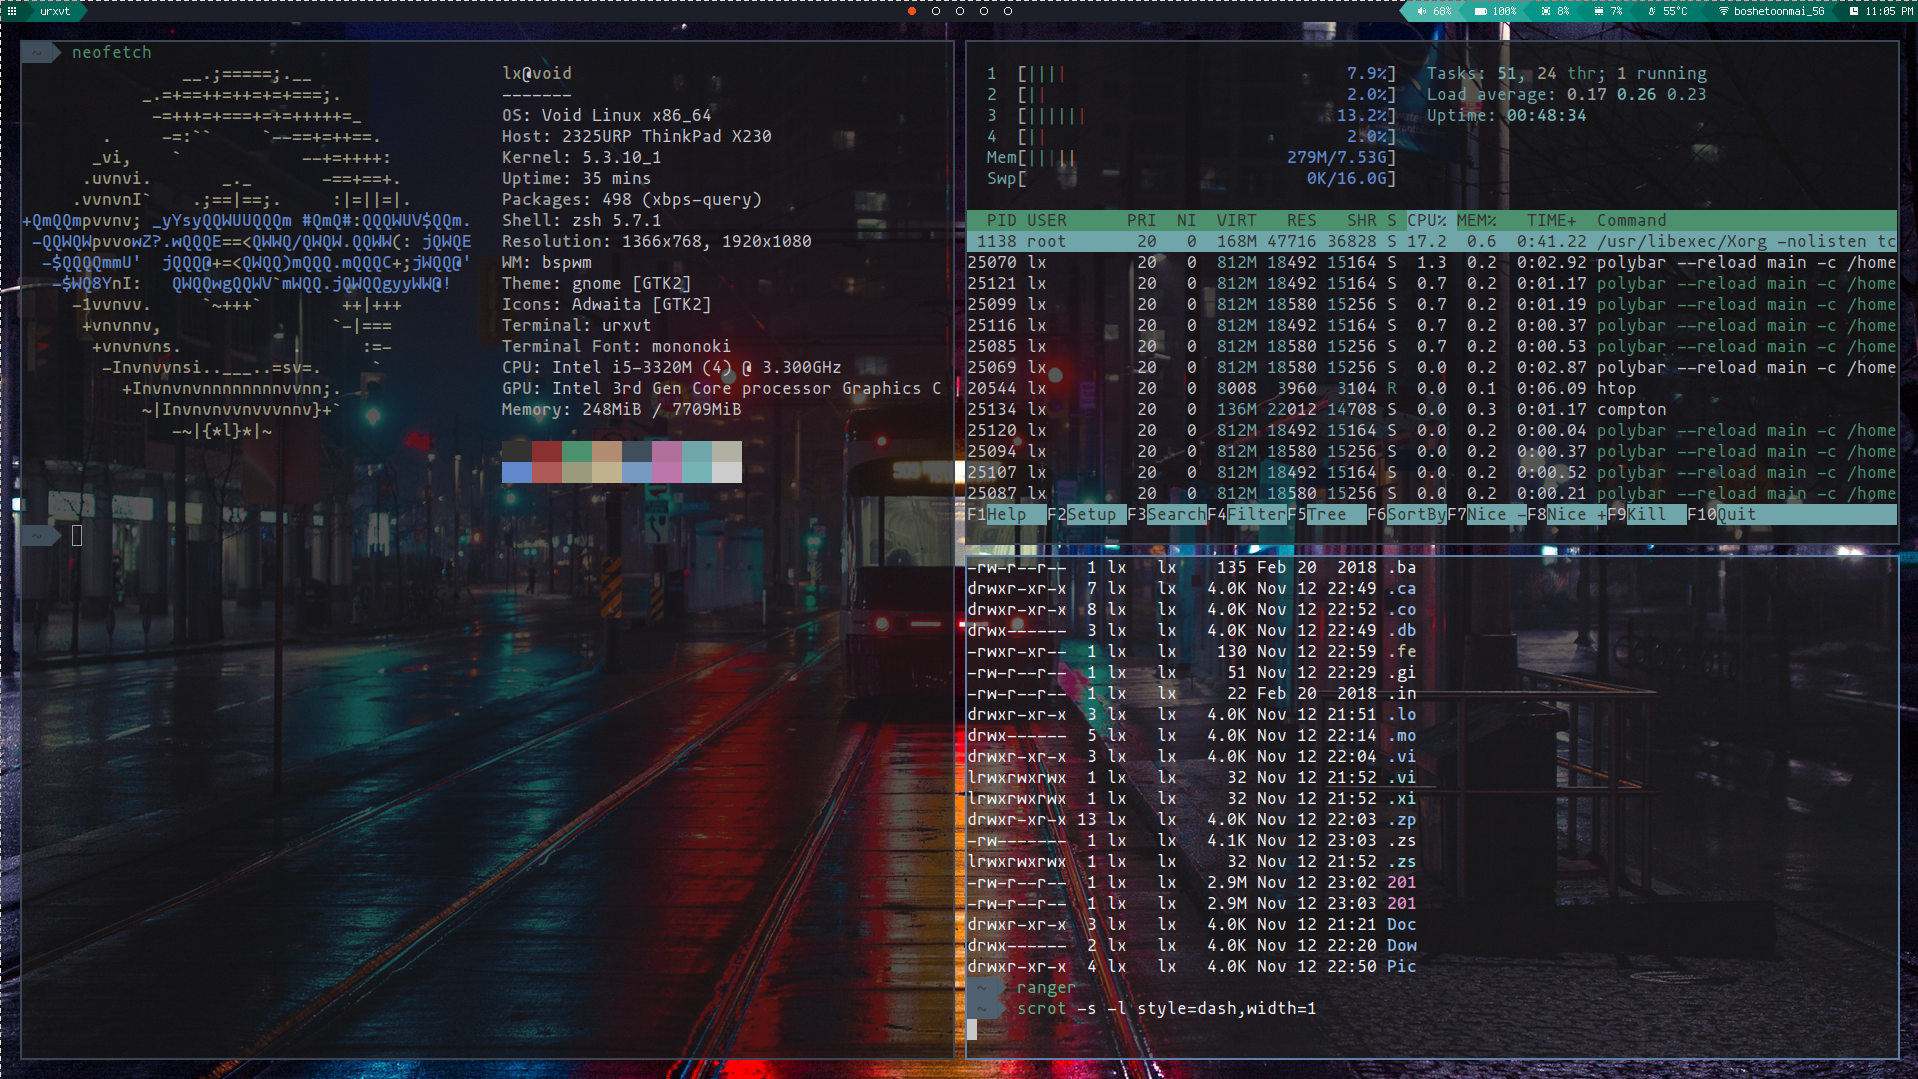 urxvt
68% 100% 8% 7% 55°C boshetoonmai_5G 11:05 PM
~ neofetch
__.;=====;.__
_.=+==++=++=+=+===;.
-=+++=+===+=+=+++++=_
. -=:`` `--==+=++==.
_vi, ` --+=++++:
.uvnvi. _._ -==+==+.
.vvnvnI` .;==|==;. :|=||=|.
+QmQQmpvvnv; _yYsyQQWUUQQQm #QmQ#:QQQWUV$QQm.
-QQWQWpvvowZ?.wQQQE==<QWWQ/QWQW.QQWW(: jQWQE
-$QQQQmmU' jQQQ@+=<QWQQ)mQQQ.mQQQC+;jWQQ@'
-$WQ8YnI: QWQQwgQQWV`mWQQ.jQWQQgyyWW@!
-1vvnvv. `~+++` ++|+++
+vnvnnv, `-|===
+vnvnvns. . :=-
-Invnvvnsi..___..=sv=. `
+Invnvnvnnnnnnnnvvnn;.
~|Invnvnvvnvvvnnv}+`
-~|{*l}*|~
lx@void
-------
OS: Void Linux x86_64
Host: 2325URP ThinkPad X230
Kernel: 5.3.10_1
Uptime: 35 mins
Packages: 498 (xbps-query)
Shell: zsh 5.7.1
Resolution: 1366x768, 1920x1080
WM: bspwm
Theme: gnome [GTK2]
Icons: Adwaita [GTK2]
Terminal: urxvt
Terminal Font: mononoki
CPU: Intel i5-3320M (4) @ 3.300GHz
GPU: Intel 3rd Gen Core processor Graphics C
Memory: 248MiB / 7709MiB
~
1 [|||| 7.9%] Tasks: 51, 24 thr; 1 running
2 [|| 2.0%] Load average: 0.17 0.26 0.23
3 [|||||| 13.2%] Uptime: 00:48:34
4 [|| 2.0%]
Mem[||||| 279M/7.53G]
Swp[ 0K/16.0G]
PID USER PRI NI VIRT RES SHR S CPU% MEM% TIME+ Command
1138 root 20 0 168M 47716 36828 S 17.2 0.6 0:41.22 /usr/libexec/Xorg -nolisten tc
25070 lx 20 0 812M 18492 15164 S 1.3 0.2 0:02.92 polybar --reload main -c /home
25121 lx 20 0 812M 18492 15164 S 0.7 0.2 0:01.17 polybar --reload main -c /home
25099 lx 20 0 812M 18580 15256 S 0.7 0.2 0:01.19 polybar --reload main -c /home
25116 lx 20 0 812M 18492 15164 S 0.7 0.2 0:00.37 polybar --reload main -c /home
25085 lx 20 0 812M 18580 15256 S 0.7 0.2 0:00.53 polybar --reload main -c /home
25069 lx 20 0 812M 18580 15256 S 0.0 0.2 0:02.87 polybar --reload main -c /home
20544 lx 20 0 8008 3960 3104 R 0.0 0.1 0:06.09 htop
25134 lx 20 0 136M 22012 14708 S 0.0 0.3 0:01.17 compton
25120 lx 20 0 812M 18492 15164 S 0.0 0.2 0:00.04 polybar --reload main -c /home
25094 lx 20 0 812M 18580 15256 S 0.0 0.2 0:00.37 polybar --reload main -c /home
25107 lx 20 0 812M 18492 15164 S 0.0 0.2 0:00.52 polybar --reload main -c /home
25087 lx 20 0 812M 18580 15256 S 0.0 0.2 0:00.21 polybar --reload main -c /home
F1Help F2Setup F3SearchF4FilterF5Tree F6SortByF7Nice -F8Nice +F9Kill F10Quit
-rw-r--r-- 1 lx lx 135 Feb 20 2018 .ba
drwxr-xr-x 7 lx lx 4.0K Nov 12 22:49 .ca
drwxr-xr-x 8 lx lx 4.0K Nov 12 22:52 .co
drwx------ 3 lx lx 4.0K Nov 12 22:49 .db
-rwxr-xr-x 1 lx lx 130 Nov 12 22:59 .fe
-rw-r--r-- 1 lx lx 51 Nov 12 22:29 .gi
-rw-r--r-- 1 lx lx 22 Feb 20 2018 .in
drwxr-xr-x 3 lx lx 4.0K Nov 12 21:51 .lo
drwx------ 5 lx lx 4.0K Nov 12 22:14 .mo
drwxr-xr-x 3 lx lx 4.0K Nov 12 22:04 .vi
lrwxrwxrwx 1 lx lx 32 Nov 12 21:52 .vi
lrwxrwxrwx 1 lx lx 32 Nov 12 21:52 .xi
drwxr-xr-x 13 lx lx 4.0K Nov 12 22:03 .zp
-rw------- 1 lx lx 4.1K Nov 12 23:03 .zs
lrwxrwxrwx 1 lx lx 32 Nov 12 21:52 .zs
-rw-r--r-- 1 lx lx 2.9M Nov 12 23:02 201
-rw-r--r-- 1 lx lx 2.9M Nov 12 23:03 201
drwxr-xr-x 3 lx lx 4.0K Nov 12 21:21 Doc
drwx------ 2 lx lx 4.0K Nov 12 22:20 Dow
drwxr-xr-x 4 lx lx 4.0K Nov 12 22:50 Pic
~ ranger
~ scrot -s -l style=dash,width=1